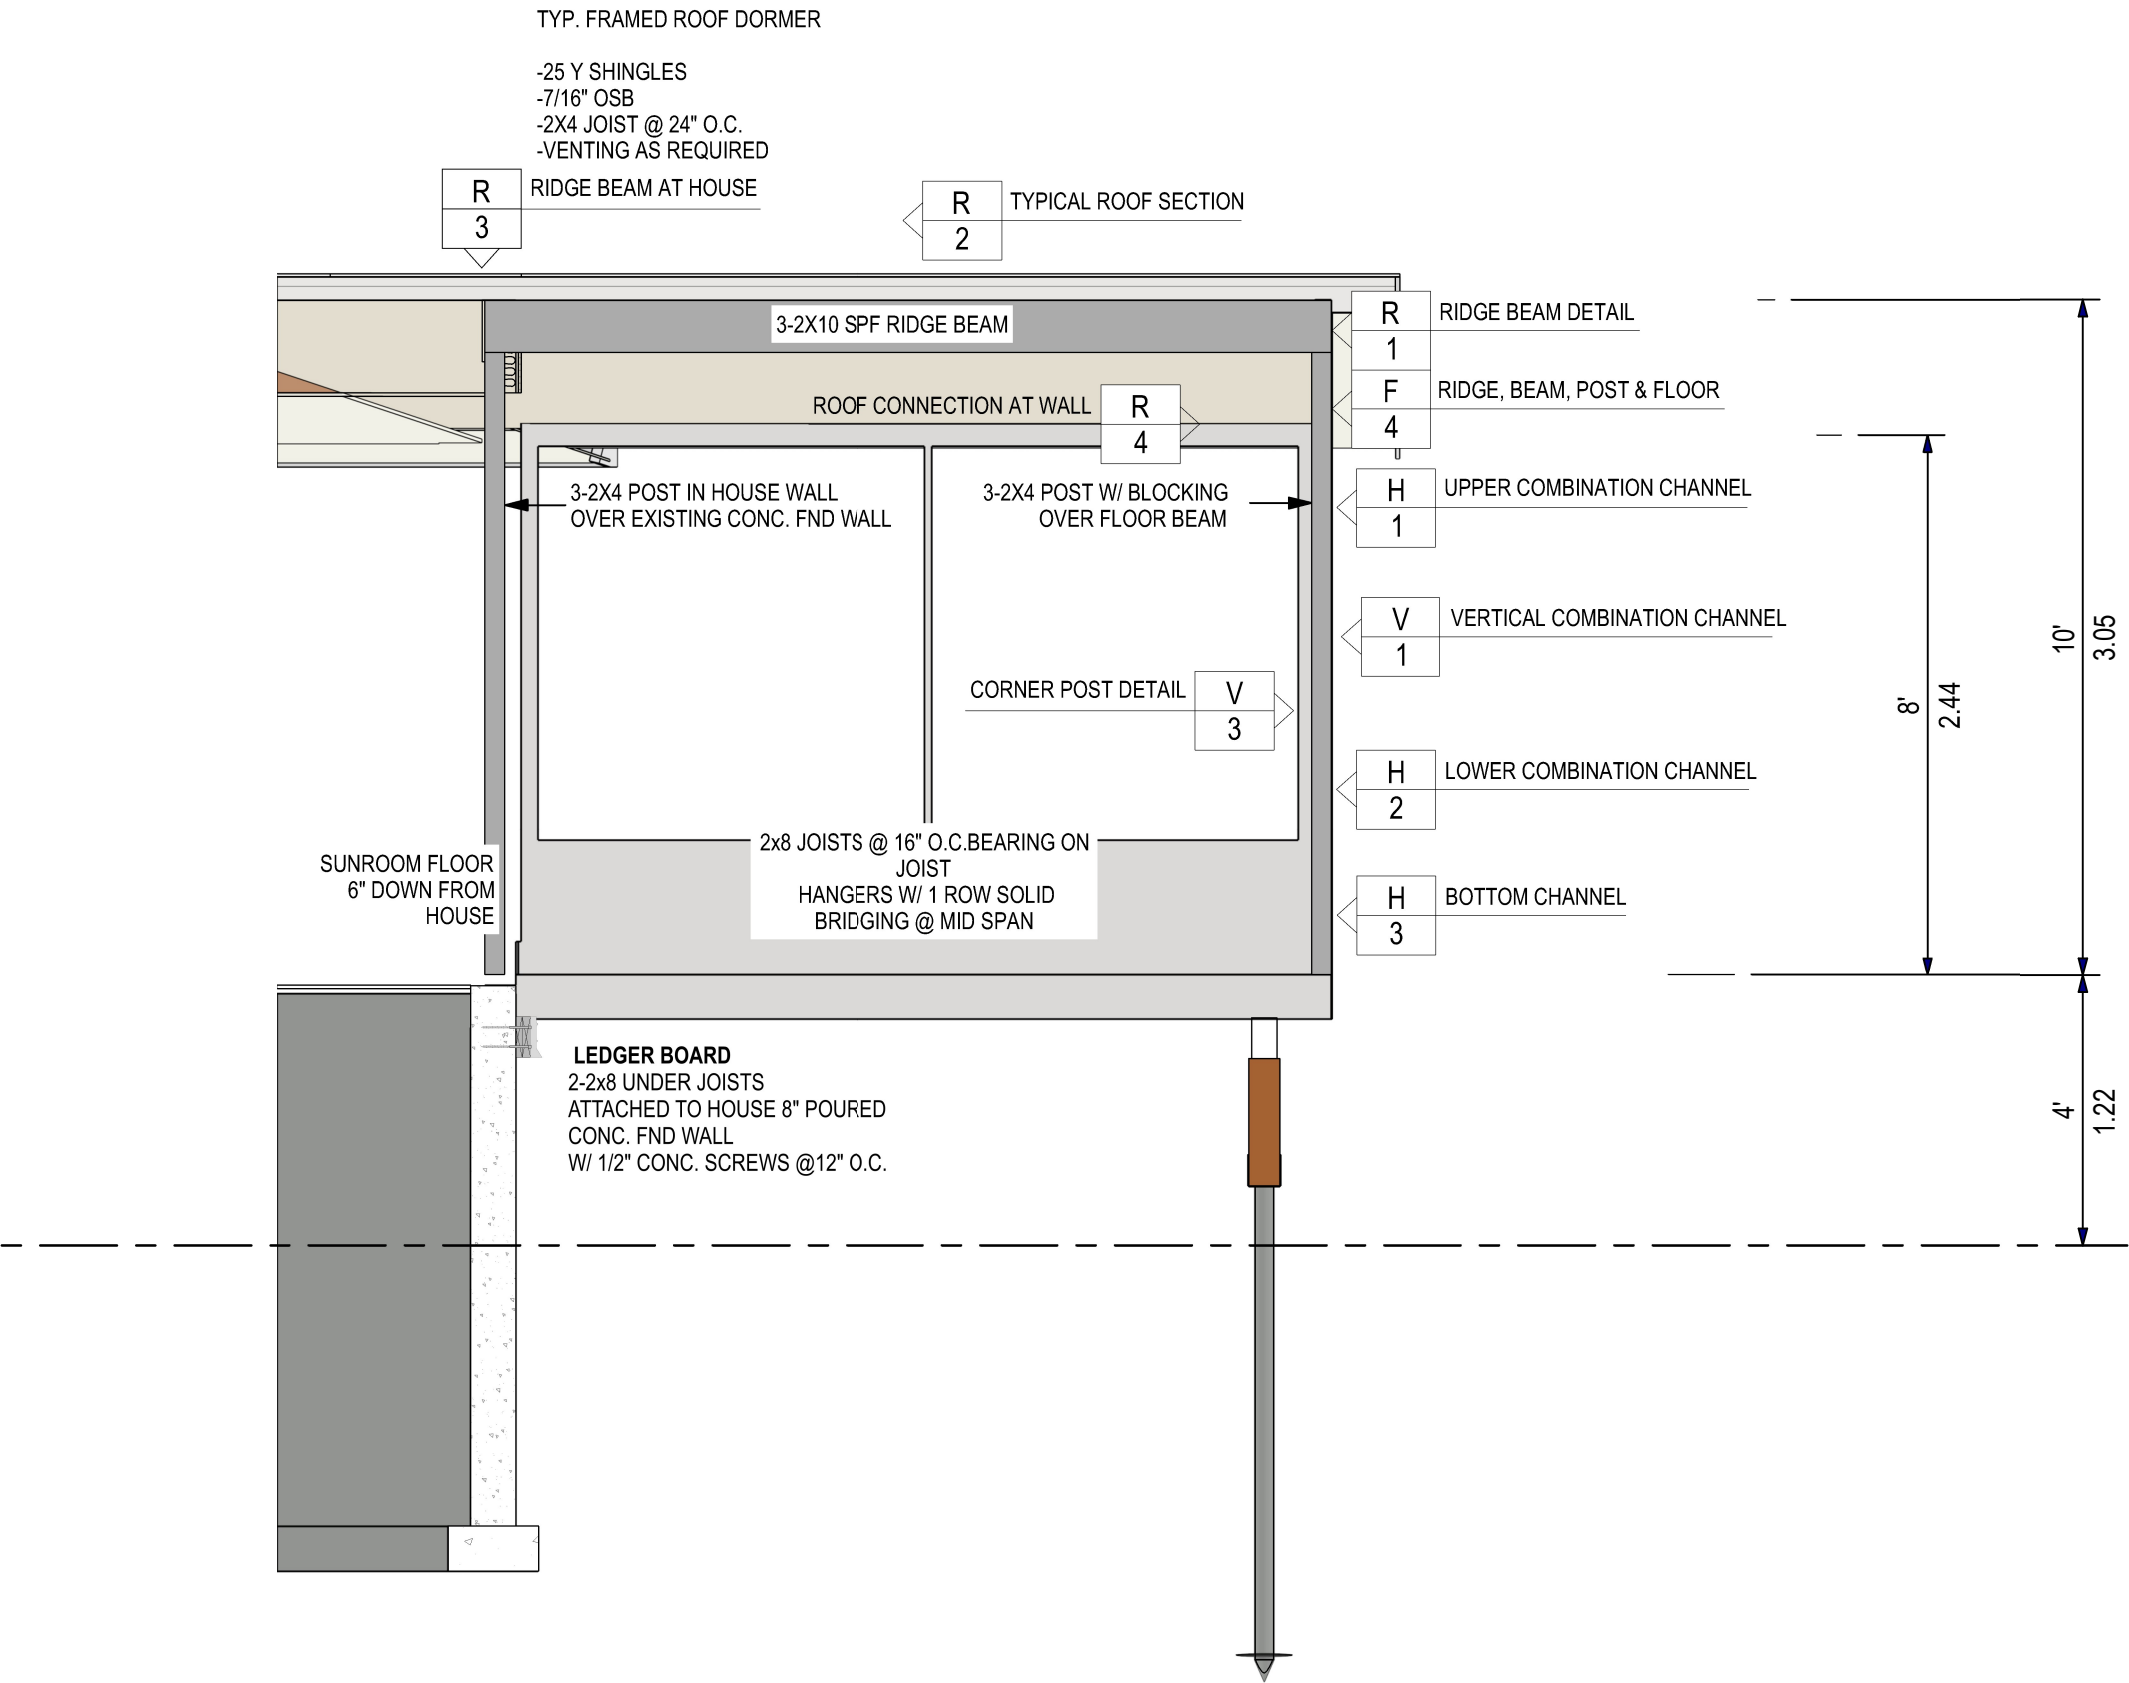 TYP. FRAMED ROOF DORMER
-25 Y SHINGLES
-7/16" OSB
-2X4 JOIST @ 24" O.C.
-VENTING AS REQUIRED
R
3
RIDGE BEAM AT HOUSE
R
2
TYPICAL ROOF SECTION
3-2X10 SPF RIDGE BEAM
R
1
RIDGE BEAM DETAIL
F
4
RIDGE, BEAM, POST & FLOOR
ROOF CONNECTION AT WALL
R
4
3-2X4 POST IN HOUSE WALL
OVER EXISTING CONC. FND WALL
3-2X4 POST W/ BLOCKING
OVER FLOOR BEAM
H
1
UPPER COMBINATION CHANNEL
V
1
VERTICAL COMBINATION CHANNEL
CORNER POST DETAIL
V
3
H
2
LOWER COMBINATION CHANNEL
10'
3.05
8'
2.44
SUNROOM FLOOR
6" DOWN FROM
HOUSE
2x8 JOISTS @ 16" O.C.BEARING ON
JOIST
HANGERS W/ 1 ROW SOLID
BRIDGING @ MID SPAN
H
3
BOTTOM CHANNEL
LEDGER BOARD
2-2x8 UNDER JOISTS
ATTACHED TO HOUSE 8" POURED
CONC. FND WALL
W/ 1/2" CONC. SCREWS @12" O.C.
4'
1.22